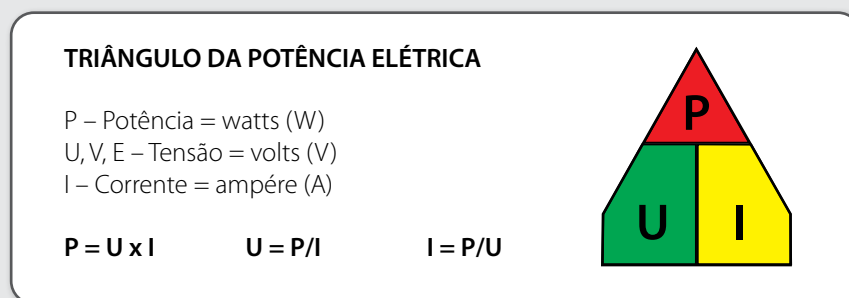 TRIÂNGULO DA POTÊNCIA ELÉTRICA
P – Potência = watts (W)
U, V, E – Tensão = volts (V)
I – Corrente = ampére (A)
P = U x I U = P/I I = P/U
P
U I